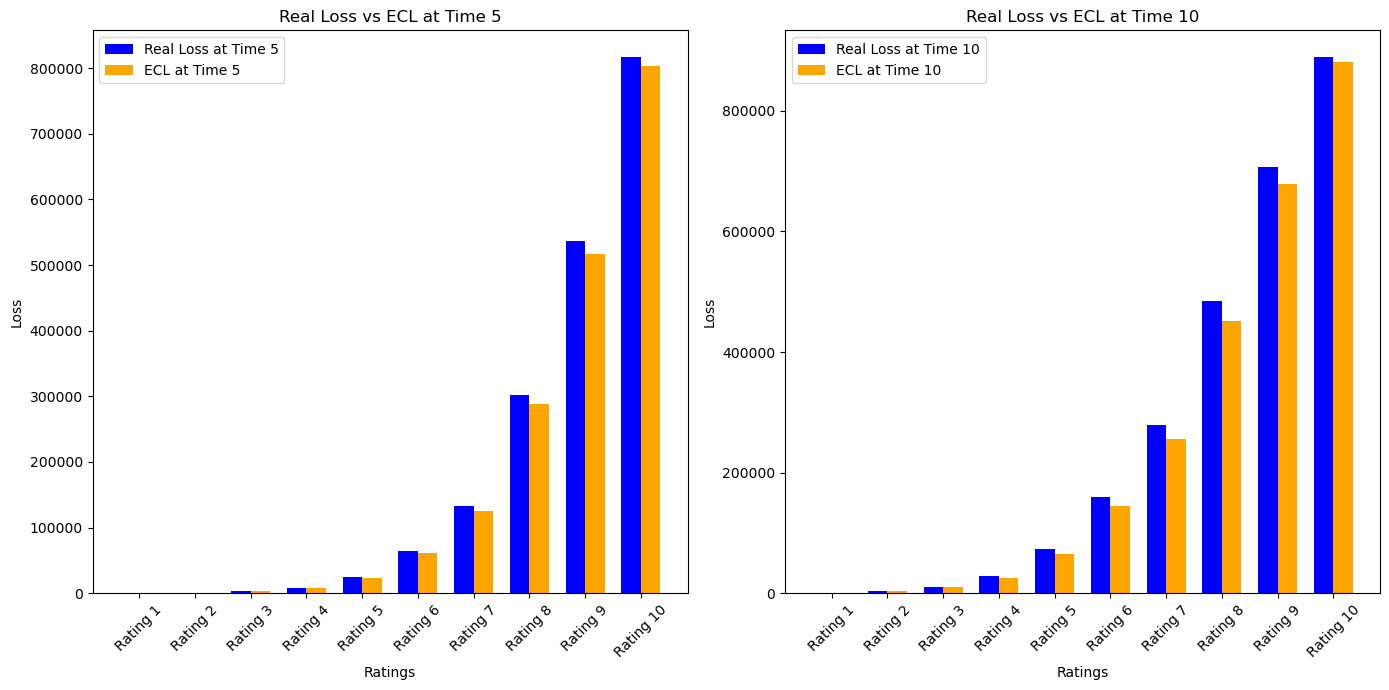 Real Loss vs ECL at Time 5
Real Loss at Time 5
ECL at Time 5
800000
700000
600000
500000
400000
300000
200000
100000
0
Loss
Rating 1
Rating 2
Rating 3
Rating 4
Rating 5
Rating 6
Rating 7
Rating 8
Rating 9
Rating 10
Ratings
Real Loss vs ECL at Time 10
Real Loss at Time 10
ECL at Time 10
800000
600000
400000
200000
0
Loss
Rating 1
Rating 2
Rating 3
Rating 4
Rating 5
Rating 6
Rating 7
Rating 8
Rating 9
Rating 10
Ratings